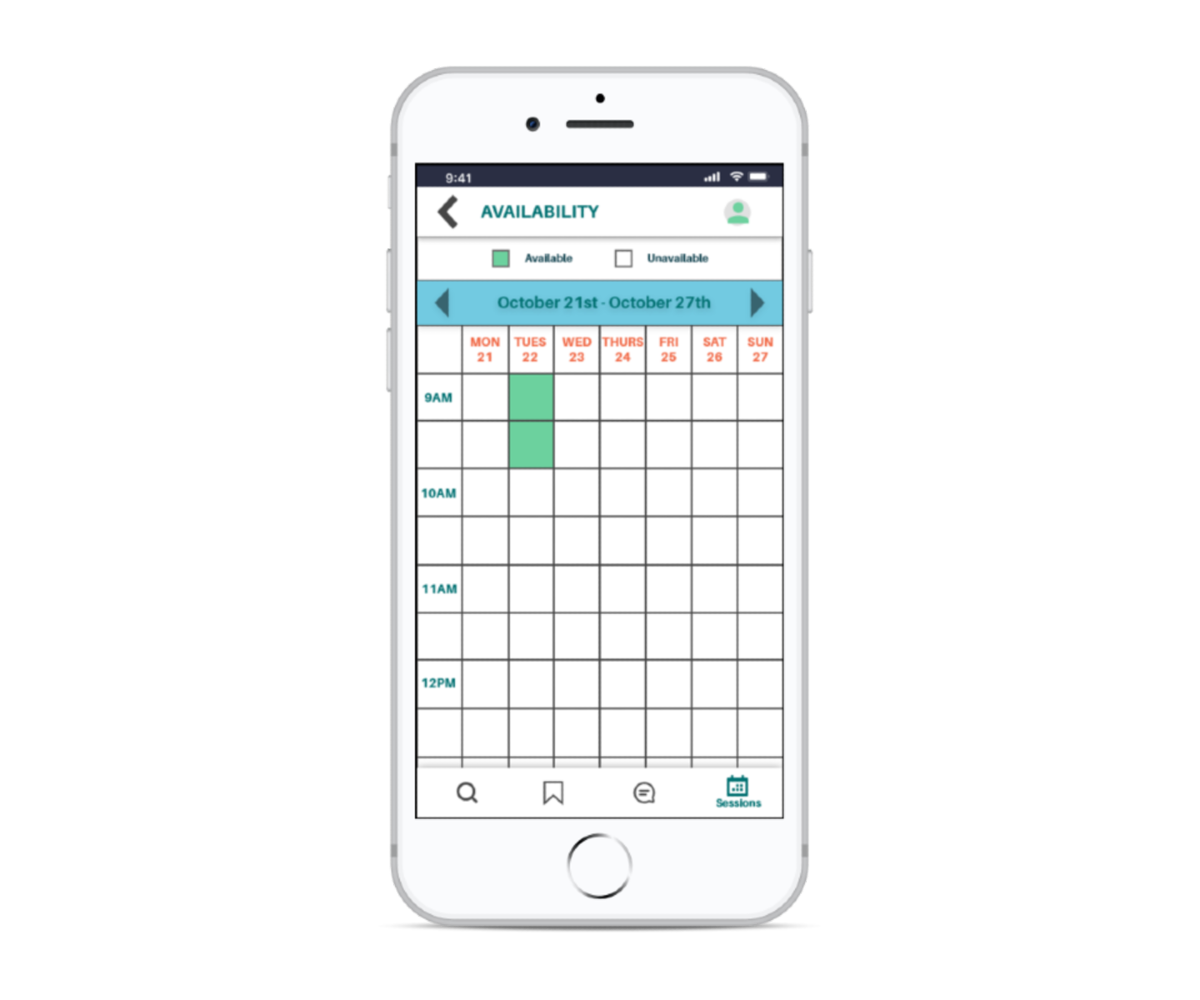 9:41
AVAILABILITY
Available Unavailable
October 21st - October 27th
MON TUES WED THURS FRI SAT SUN
21 22 23 24 25 26 27
9AM
10AM
11AM
12PM
Sessions